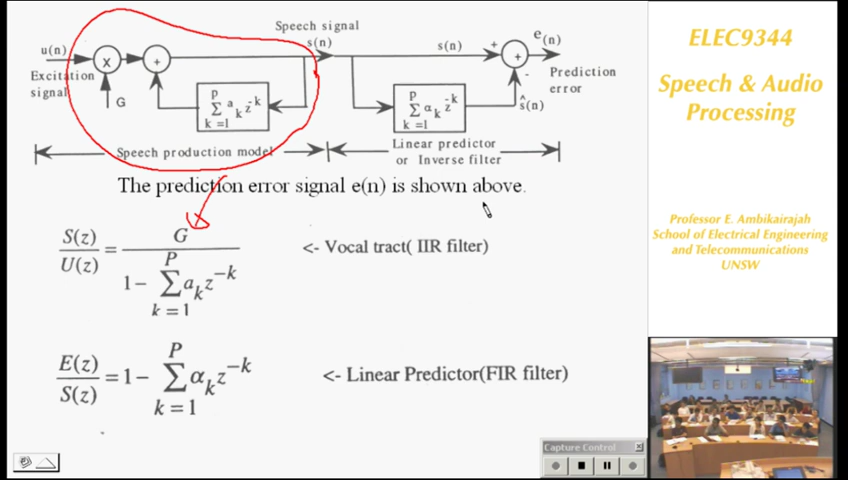 Speech signal
u(n)
s(n)
s(n)
e(n)
X
+
+
+
-
Excitation
signal
G
P
Σ a_k z^-k
k =1
P
Σ α_k z^-k
k =1
ŝ(n)
Prediction
error
Speech production model
Linear predictor
or Inverse filter
The prediction error signal e(n) is shown above.
S(z)/U(z) = G / (1- Σ a_k z^-k)
P
k = 1
<- Vocal tract( IIR filter)
E(z)/S(z) = 1- Σ α_k z^-k
P
k = 1
<- Linear Predictor(FIR filter)
Capture Control
ELEC9344
Speech & Audio
Processing
Professor E. Ambikairajah
School of Electrical Engineering
and Telecommunications
UNSW